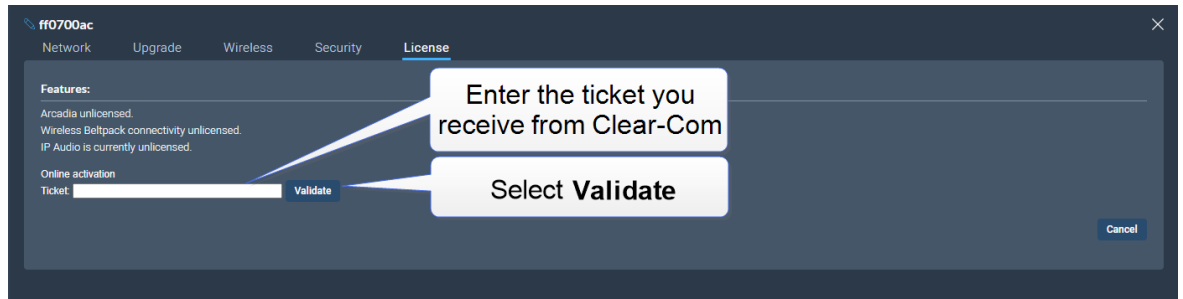 ff0700ac
Network Upgrade Wireless Security License
Features:
Arcadia unlicensed.
Wireless Beltpack connectivity unlicensed.
IP Audio is currently unlicensed.
Enter the ticket you
receive from Clear-Com
Online activation
Ticket: Validate
Select Validate
Cancel